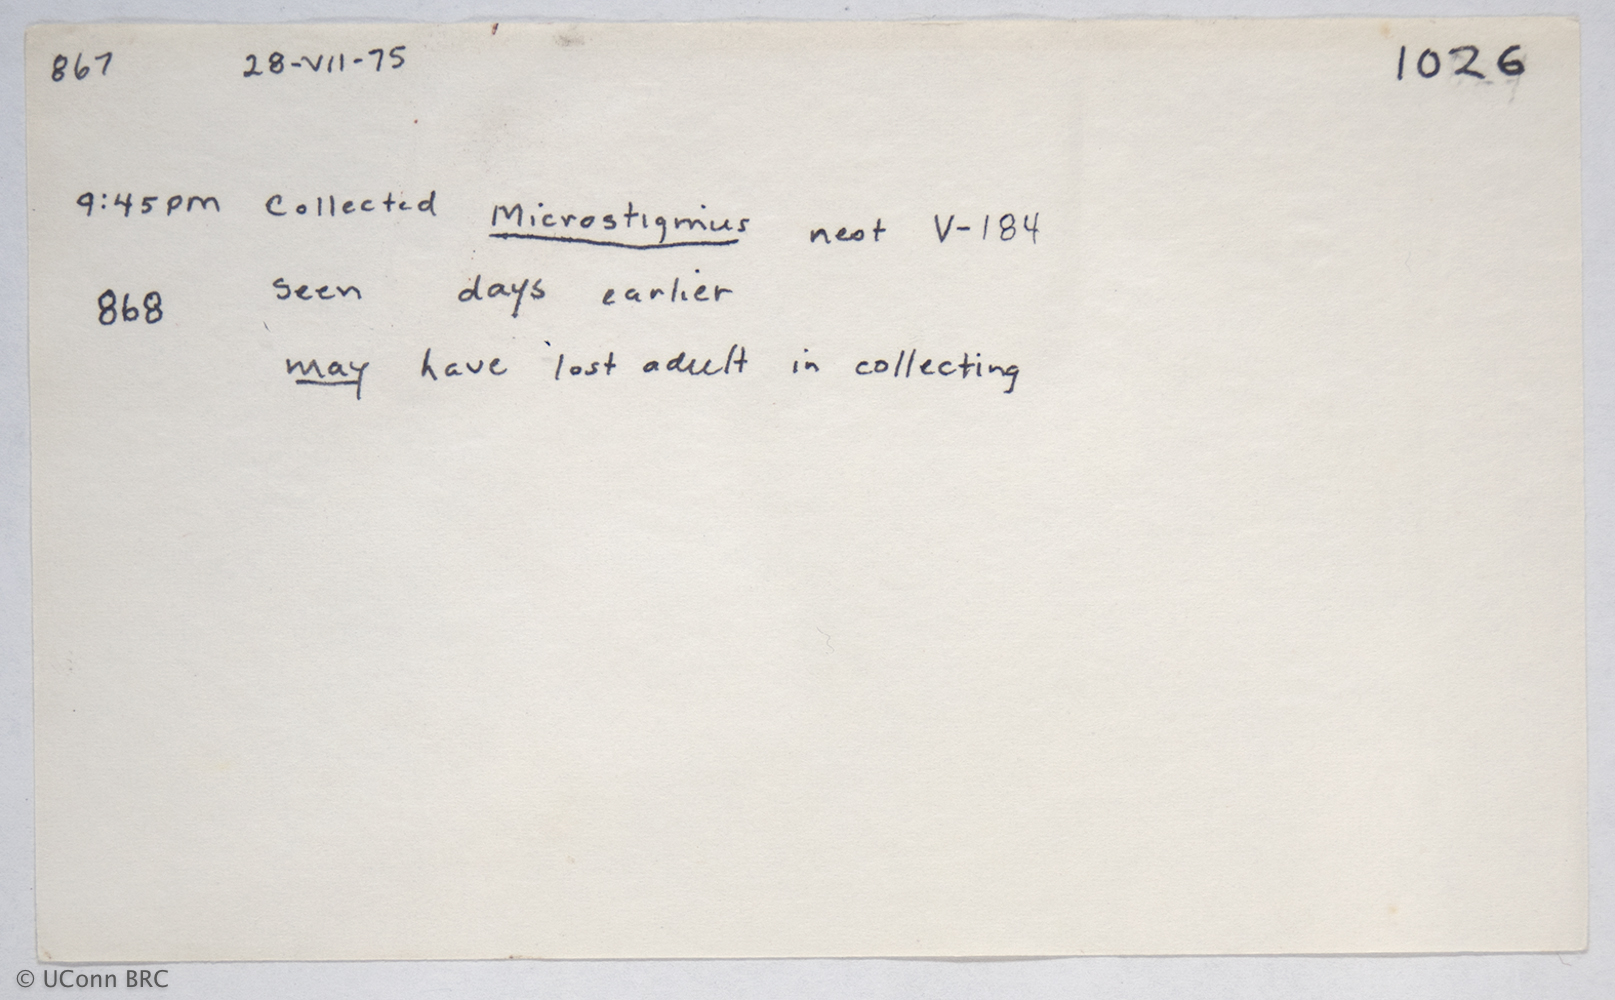 867 28-VII-75 1026
9:45pm Collected Microstigmus nest V-184
868 seen days earlier
may have lost adult in collecting
© UConn BRC